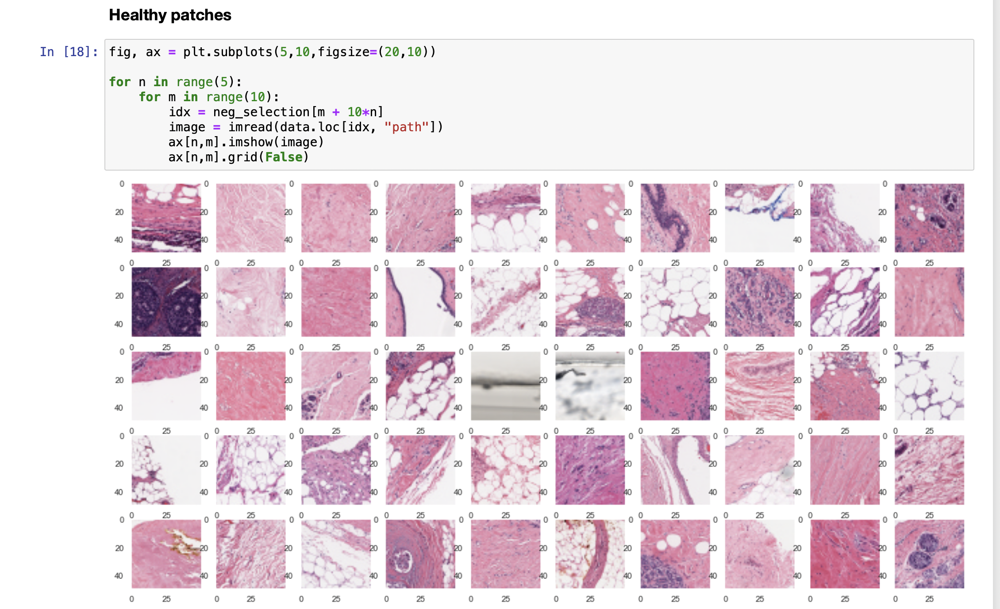 Healthy patches
In [18]:
fig, ax = plt.subplots(5,10,figsize=(20,10))
for n in range(5):
    for m in range(10):
        idx = neg_selection[m + 10*n]
        image = imread(data.loc[idx, "path"])
        ax[n,m].imshow(image)
        ax[n,m].grid(False)
0 0 0 0 0 0 0 0 0 0
20 20 20 20 20 20 20 20 20 20
40 40 40 40 40 40 40 40 40 40
0 25 0 25 0 25 0 25 0 25 0 25 0 25 0 25 0 25 0 25
0 0 0 0 0 0 0 0 0 0
20 20 20 20 20 20 20 20 20 20
40 40 40 40 40 40 40 40 40 40
0 25 0 25 0 25 0 25 0 25 0 25 0 25 0 25 0 25 0 25
0 0 0 0 0 0 0 0 0 0
20 20 20 20 20 20 20 20 20 20
40 40 40 40 40 40 40 40 40 40
0 25 0 25 0 25 0 25 0 25 0 25 0 25 0 25 0 25 0 25
0 0 0 0 0 0 0 0 0 0
20 20 20 20 20 20 20 20 20 20
40 40 40 40 40 40 40 40 40 40
0 25 0 25 0 25 0 25 0 25 0 25 0 25 0 25 0 25 0 25
0 0 0 0 0 0 0 0 0 0
20 20 20 20 20 20 20 20 20 20
40 40 40 40 40 40 40 40 40 40
0 25 0 25 0 25 0 25 0 25 0 25 0 25 0 25 0 25 0 25